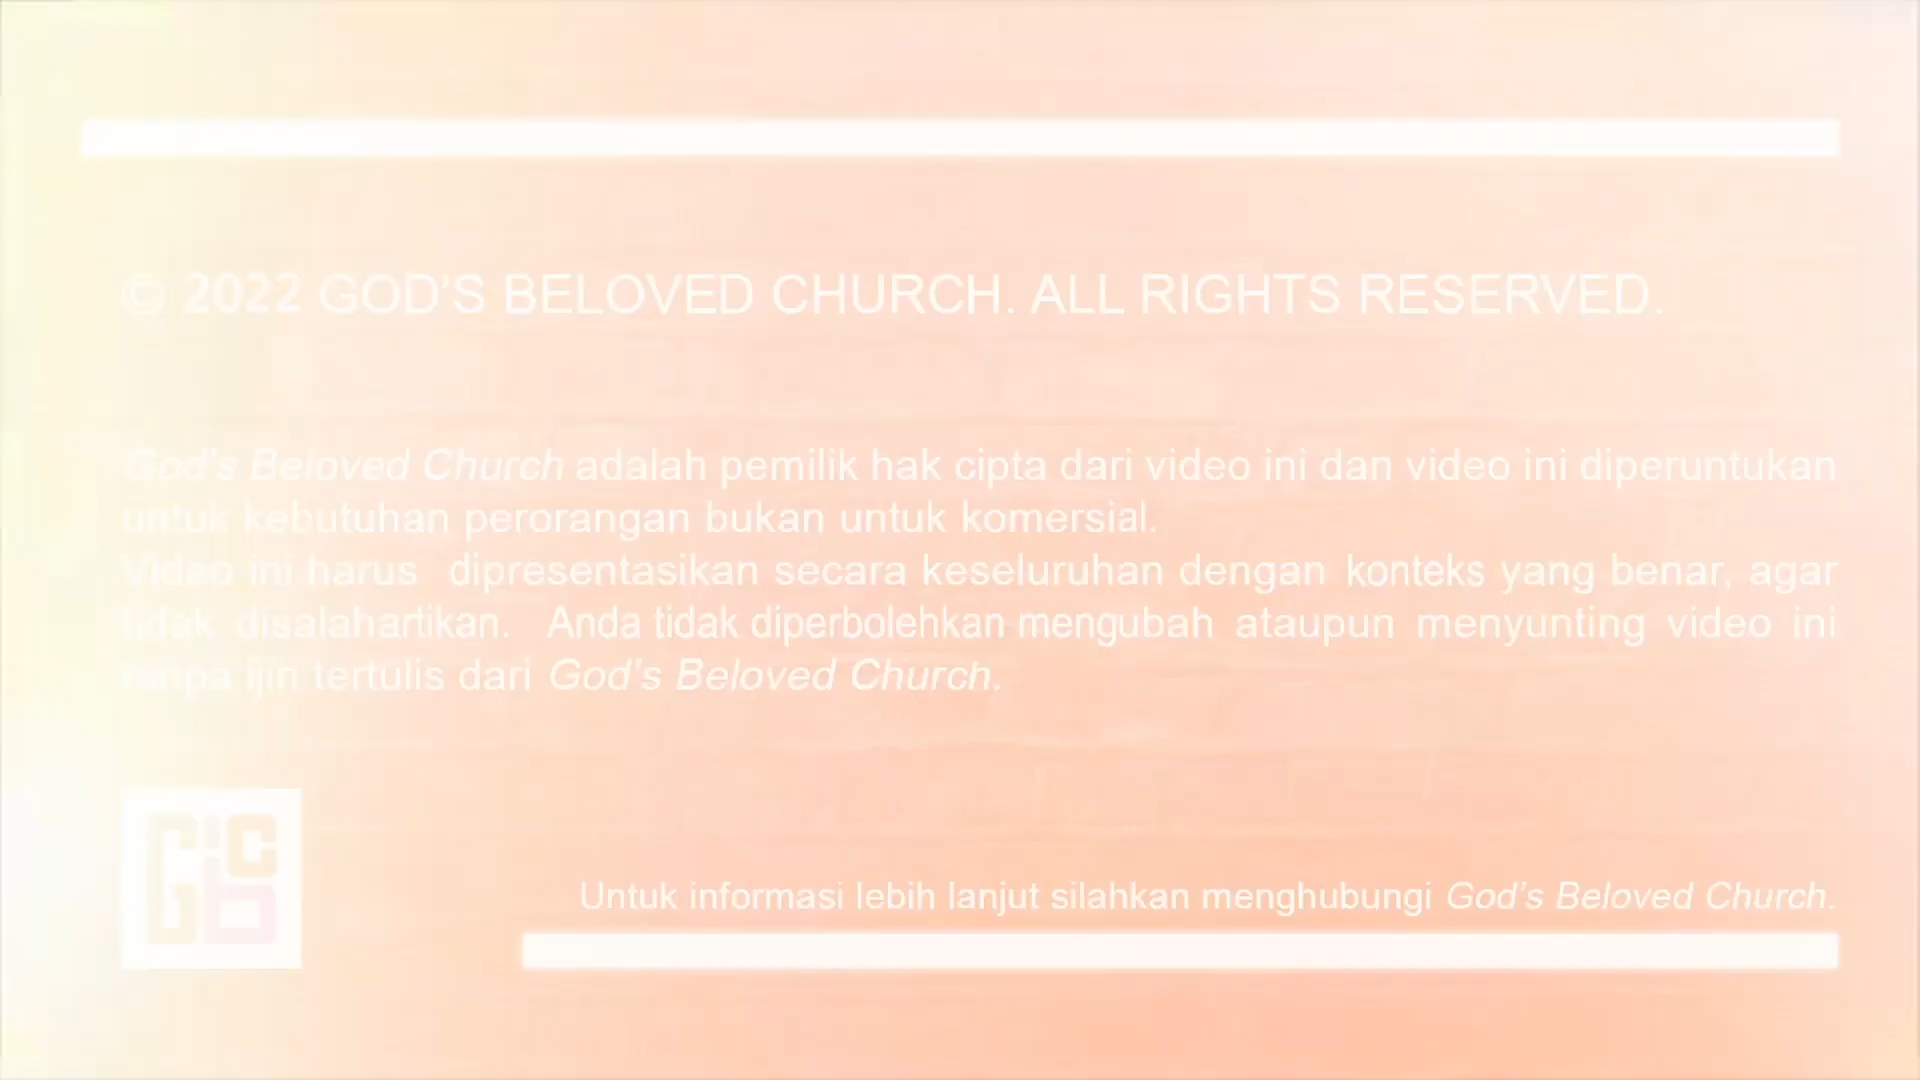 © 2022 GOD'S BELOVED CHURCH. ALL RIGHTS RESERVED.
God's Beloved Church adalah pemilik hak cipta dari video ini dan video ini diperuntukan
untuk kebutuhan perorangan bukan untuk komersial.
Video ini harus dipresentasikan secara keseluruhan dengan konteks yang benar, agar
tidak disalahartikan. Anda tidak diperbolehkan mengubah ataupun menyunting video ini
tanpa ijin tertulis dari God's Beloved Church.
GbC
Untuk informasi lebih lanjut silahkan menghubungi God's Beloved Church.